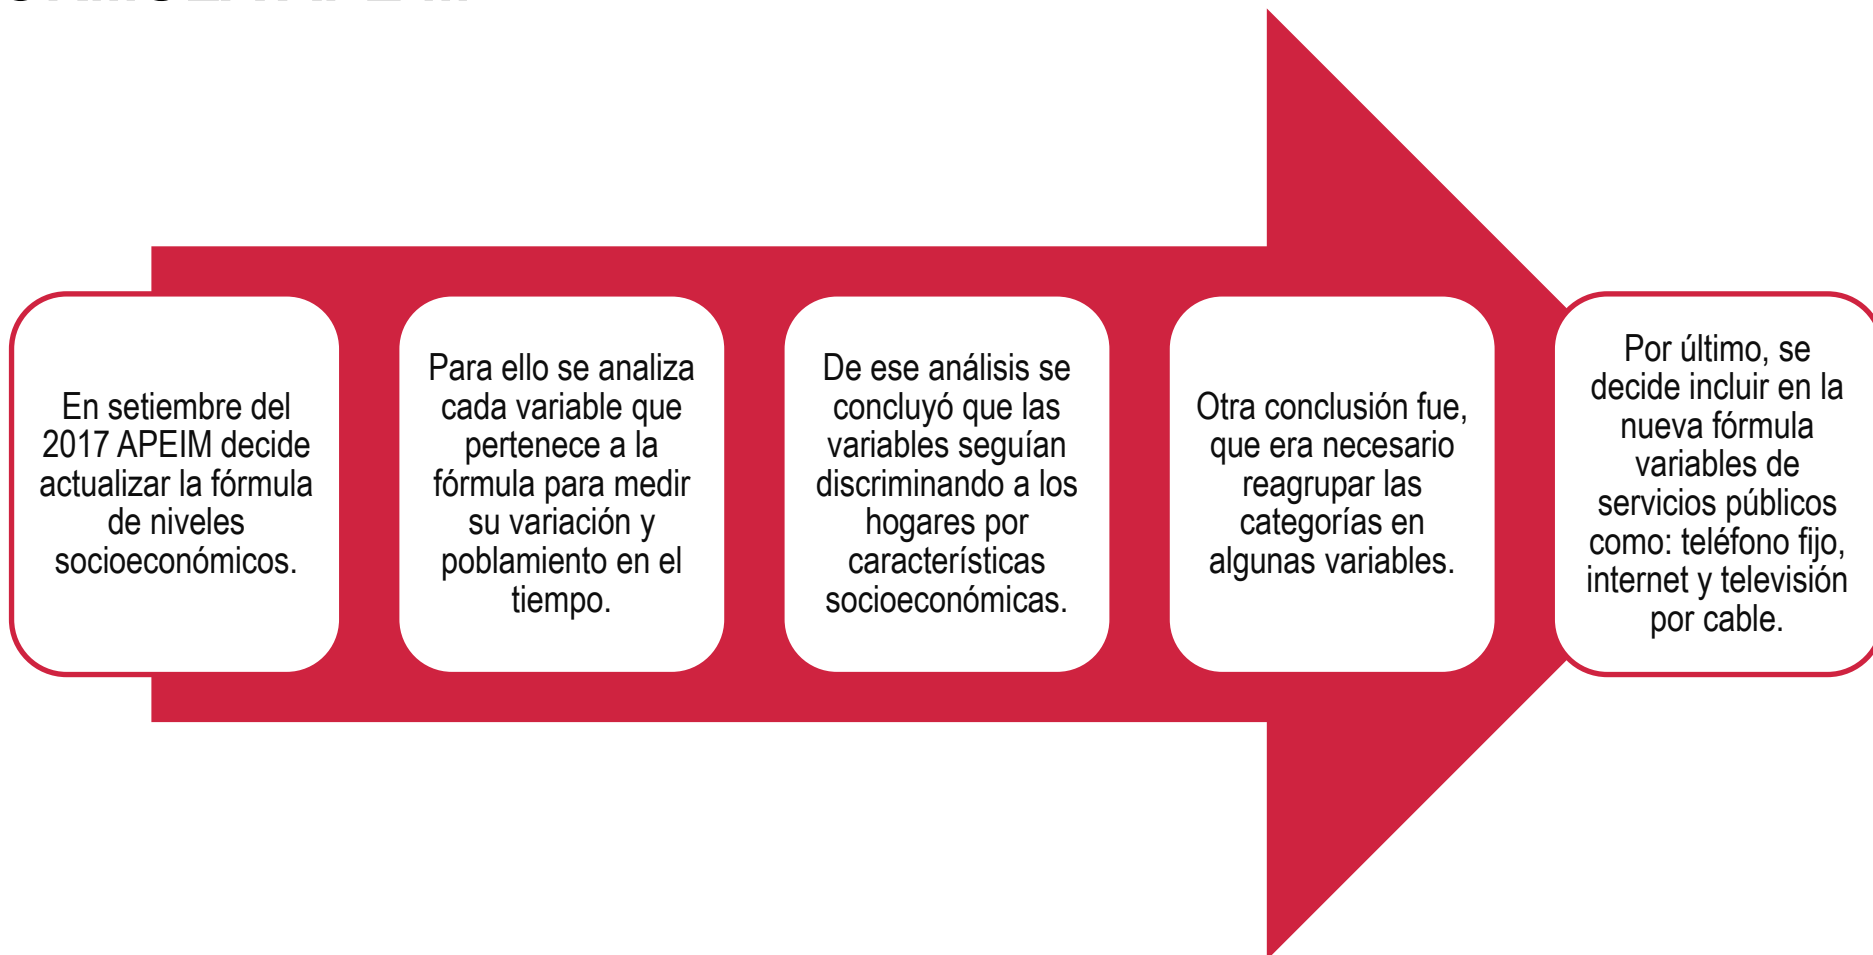 En setiembre del
2017 APEIM decide
actualizar la fórmula
de niveles
socioeconómicos.
Para ello se analiza
cada variable que
pertenece a la
fórmula para medir
su variación y
poblamiento en el
tiempo.
De ese análisis se
concluyó que las
variables seguían
discriminando a los
hogares por
características
socioeconómicas.
Otra conclusión fue,
que era necesario
reagrupar las
categorías en
algunas variables.
Por último, se
decide incluir en la
nueva fórmula
variables de
servicios públicos
como: teléfono fijo,
internet y televisión
por cable.